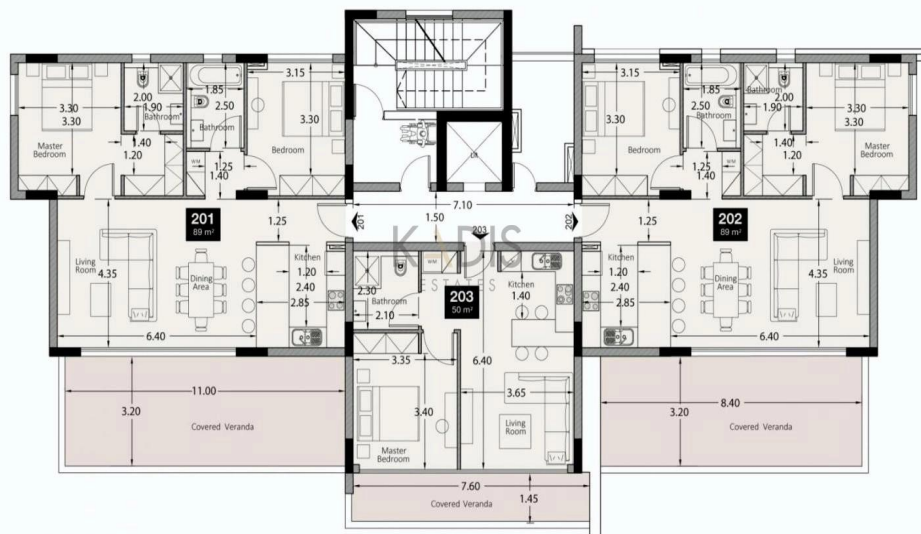 3.30
3.30
Master
Bedroom
2.00
1.90
Bathroom
1.40
1.20
1.85
2.50
Bathroom
WM
1.25
1.40
3.15
3.30
Bedroom
201
89 m²
1.25
4.35
Living
Room
Dining
Area
Kitchen
1.20
2.40
2.85
6.40
11.00
3.20
Covered Veranda
7.10
1.50
201
202
203
KADIS
ESTATES
WM
2.30
Bathroom
2.10
203
50 m²
Kitchen
1.40
3.35
6.40
3.65
3.40
Master
Bedroom
Living
Room
7.60
1.45
Covered Veranda
3.15
3.30
Bedroom
1.85
2.50
Bathroom
WM
1.25
1.40
Bathroom
2.00
1.90
1.40
1.20
3.30
3.30
Master
Bedroom
202
89 m²
1.25
Kitchen
1.20
2.40
2.85
Dining
Area
Living
Room
4.35
6.40
8.40
3.20
Covered Veranda